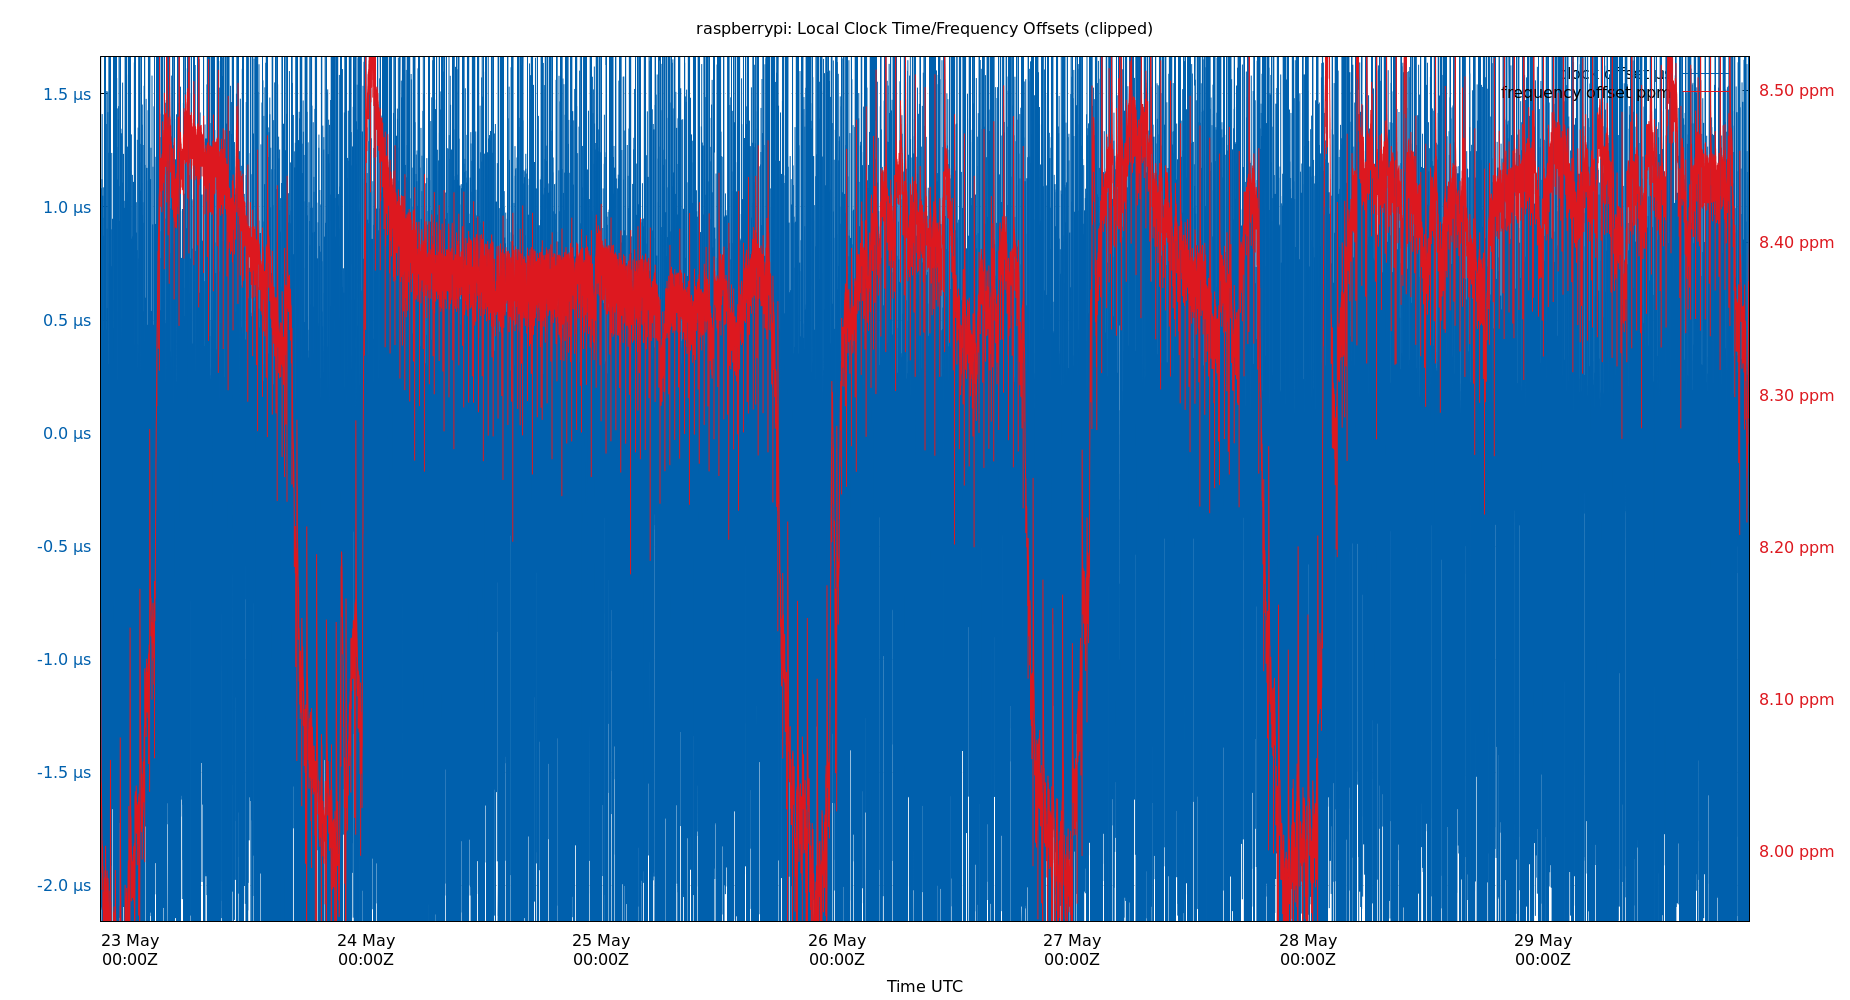 raspberrypi: Local Clock Time/Frequency Offsets (clipped)
clock offset µs
frequency offset ppm
1.5 µs
1.0 µs
0.5 µs
0.0 µs
-0.5 µs
-1.0 µs
-1.5 µs
-2.0 µs
8.50 ppm
8.40 ppm
8.30 ppm
8.20 ppm
8.10 ppm
8.00 ppm
23 May 24 May 25 May 26 May 27 May 28 May 29 May
00:00Z 00:00Z 00:00Z 00:00Z 00:00Z 00:00Z 00:00Z
Time UTC